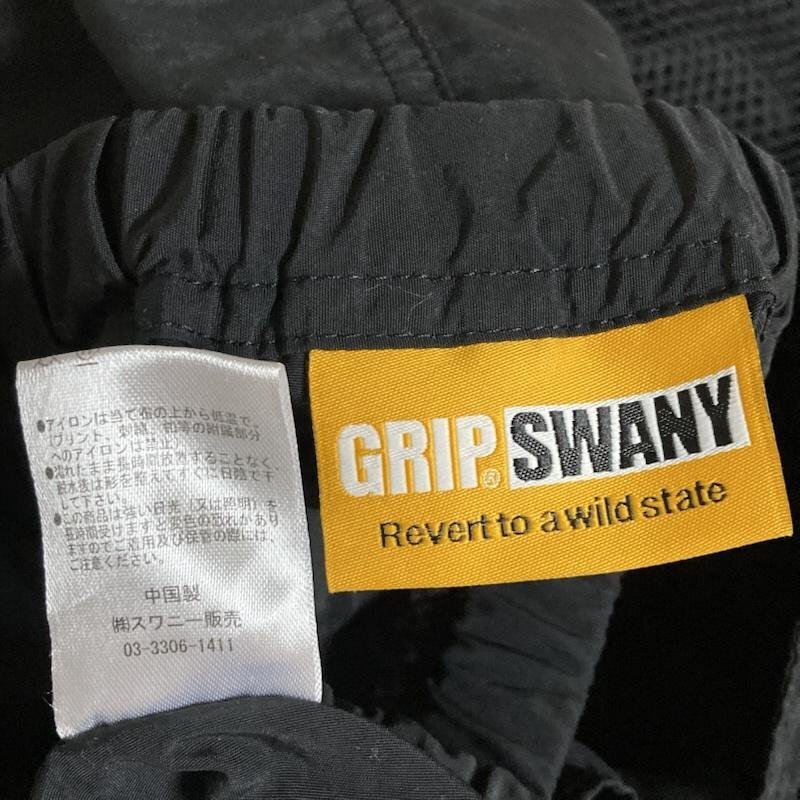 ●アイロンは当て布の上から低温で、
(プリント、刺繍、釦等の附属部分
へのアイロンは禁止)
●濡れたまま長時間放置することなく、
脱水後は形を整えてすぐに日陰で干
して下さい。
●この商品は強い日光(又は照明)を
長時間受けますと変色の恐れがあり
ますのでご着用及び保管の際には、
ご注意ください。
中国製
㈱スワニー販売
03-3306-1411
GRIP® SWANY
Revert to a wild state